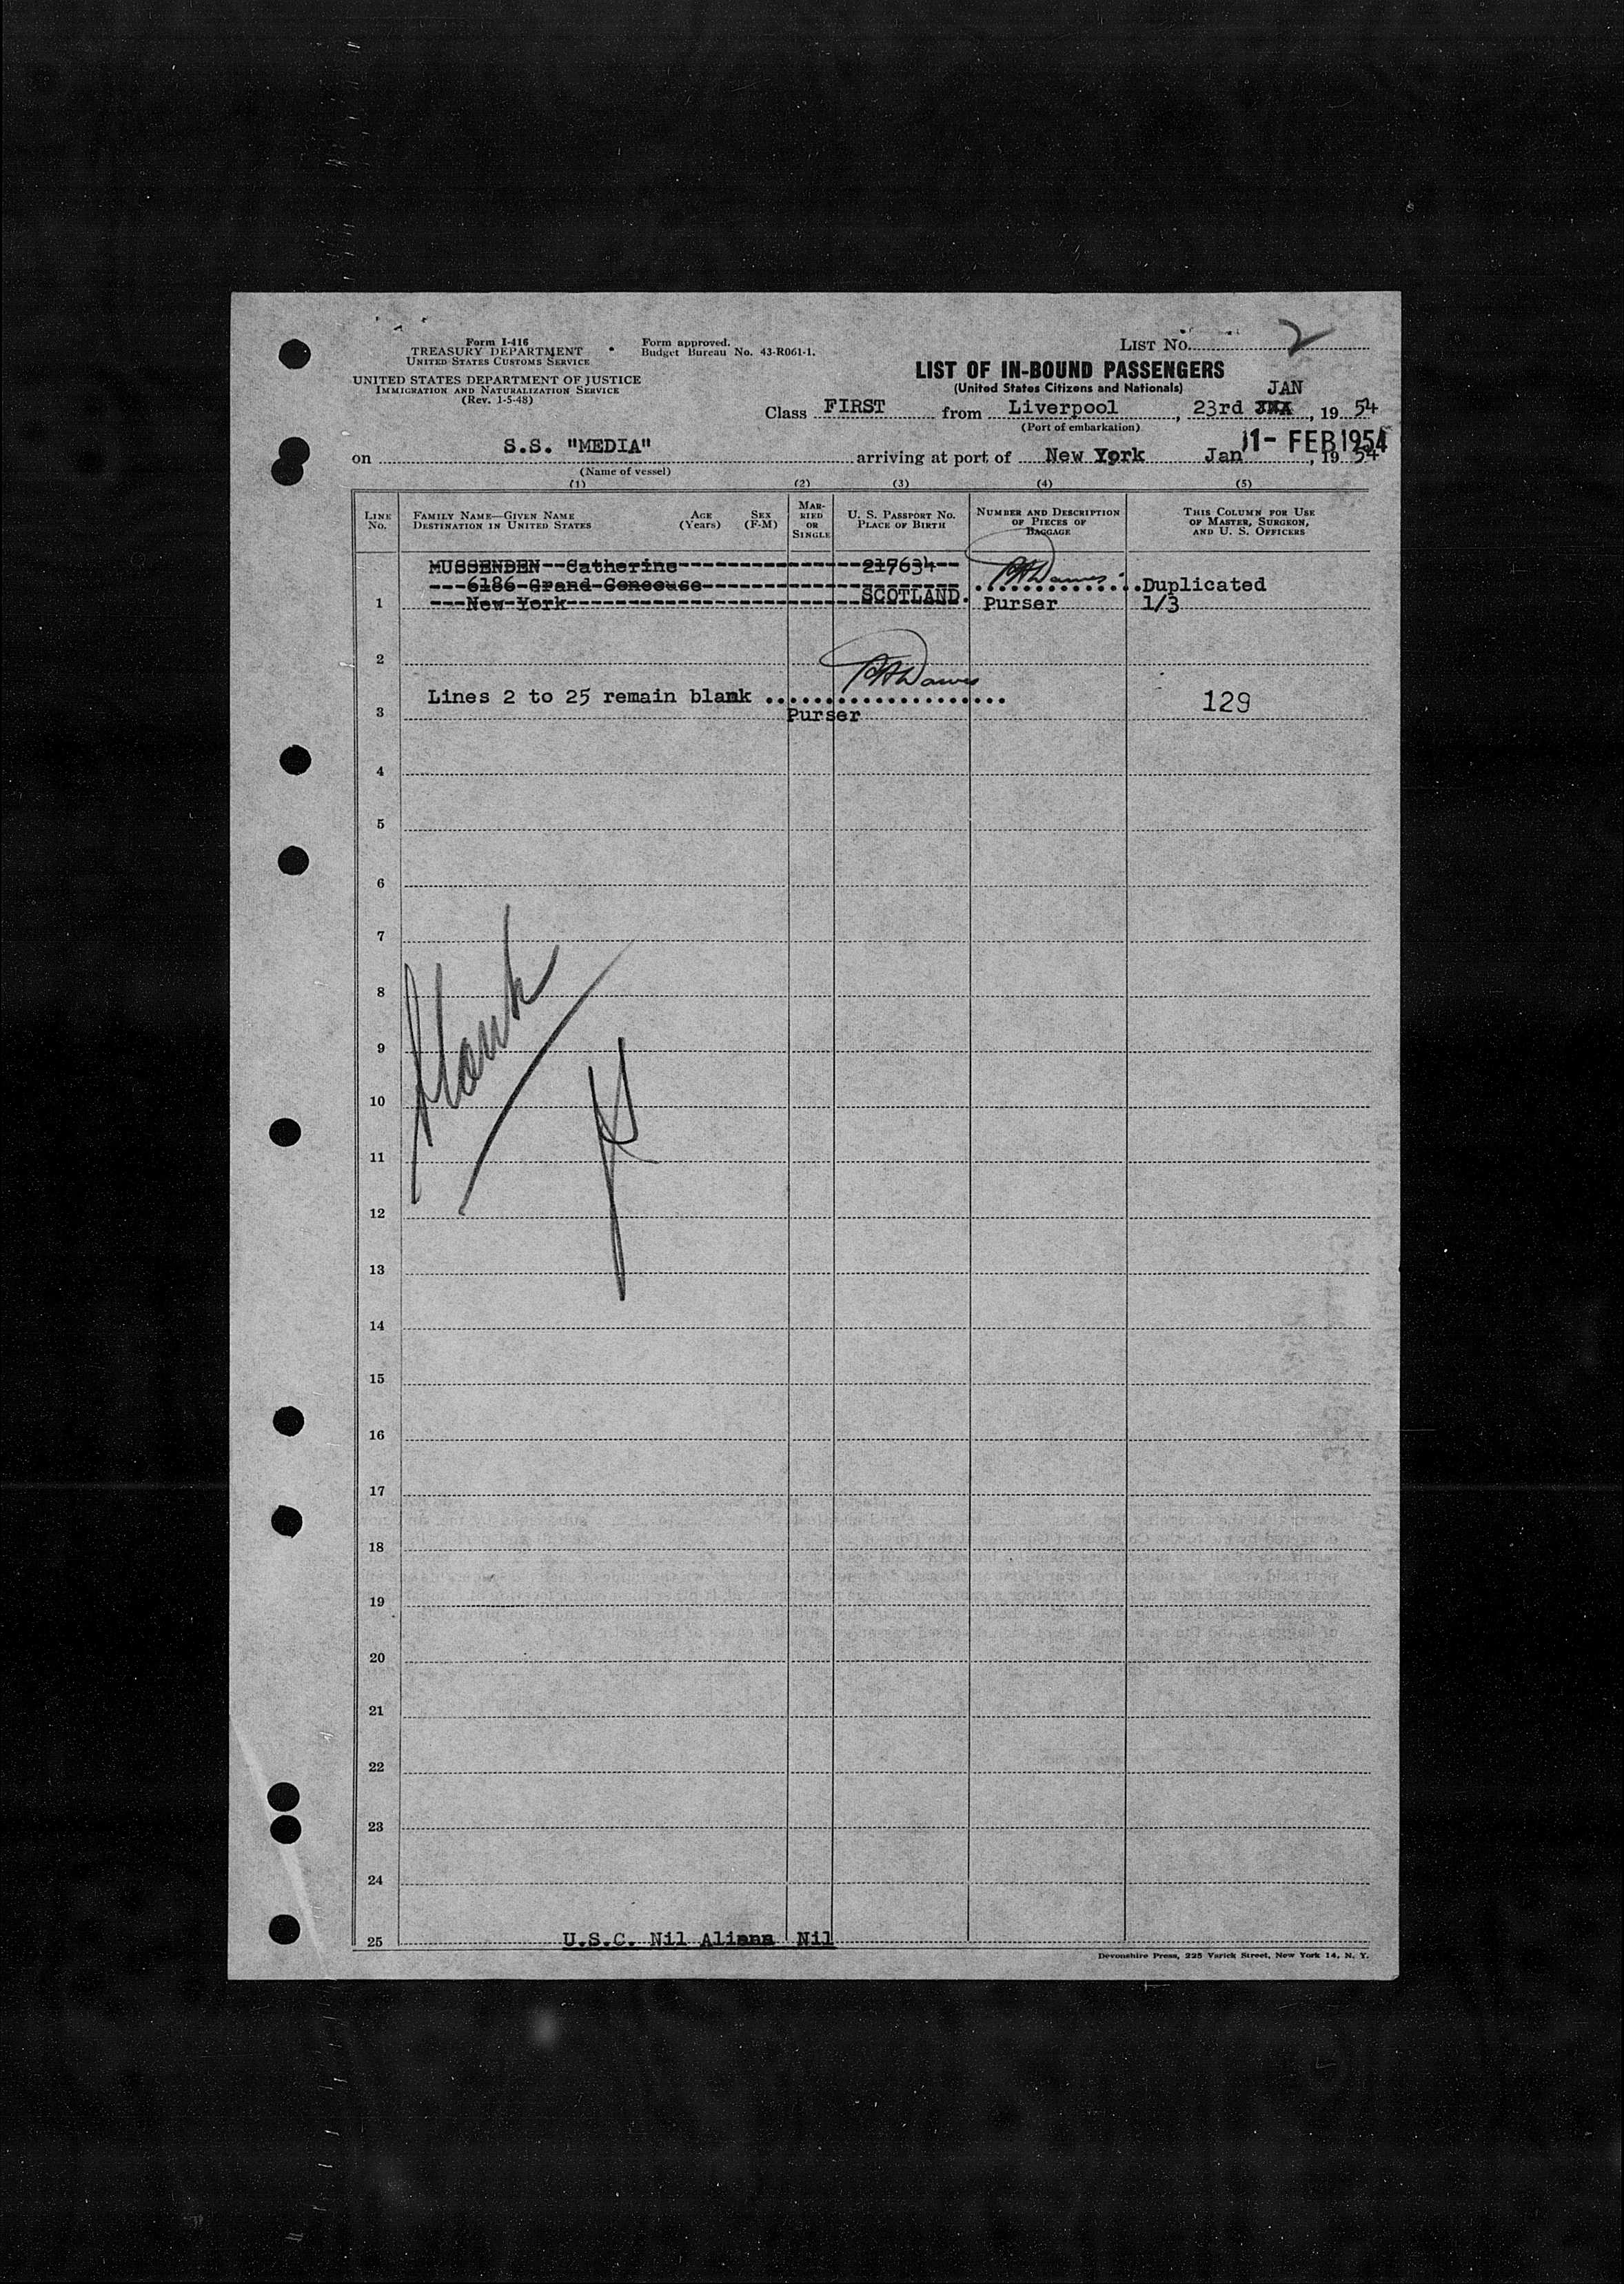 Form I-416
TREASURY DEPARTMENT
UNITED STATES CUSTOMS SERVICE
UNITED STATES DEPARTMENT OF JUSTICE
IMMIGRATION AND NATURALIZATION SERVICE
(Rev. 1-5-48)
Form approved.
Budget Bureau No. 43-R061-1.
LIST No. 2
LIST OF IN-BOUND PASSENGERS
(United States Citizens and Nationals)
JAN
Class FIRST from Liverpool, 23rd JNA, 19 54
(Port of embarkation)
on S.S. "MEDIA" arriving at port of New York Jan, 19 54
1- FEB 1954
(Name of vessel)
(1) (2) (3) (4) (5)
LINE No.
FAMILY NAME—GIVEN NAME
DESTINATION IN UNITED STATES
AGE (Years)
SEX (F-M)
MARRIED OR SINGLE
U. S. PASSPORT NO.
PLACE OF BIRTH
NUMBER AND DESCRIPTION OF PIECES OF BAGGAGE
THIS COLUMN FOR USE OF MASTER, SURGEON, AND U. S. OFFICERS
MUSSENDEN--Catherine 217634
6186-Grand-Concouse Duplicated
1 New-York SCOTLAND. Purser 1/3
2
Lines 2 to 25 remain blank 129
3 Purser
4
5
6
7
8
9
10
11
12
13
14
15
16
17
18
19
20
21
22
23
24
25 U.S.C. Nil Aliens Nil
Devonshire Press, 225 Varick Street, New York 14, N. Y.